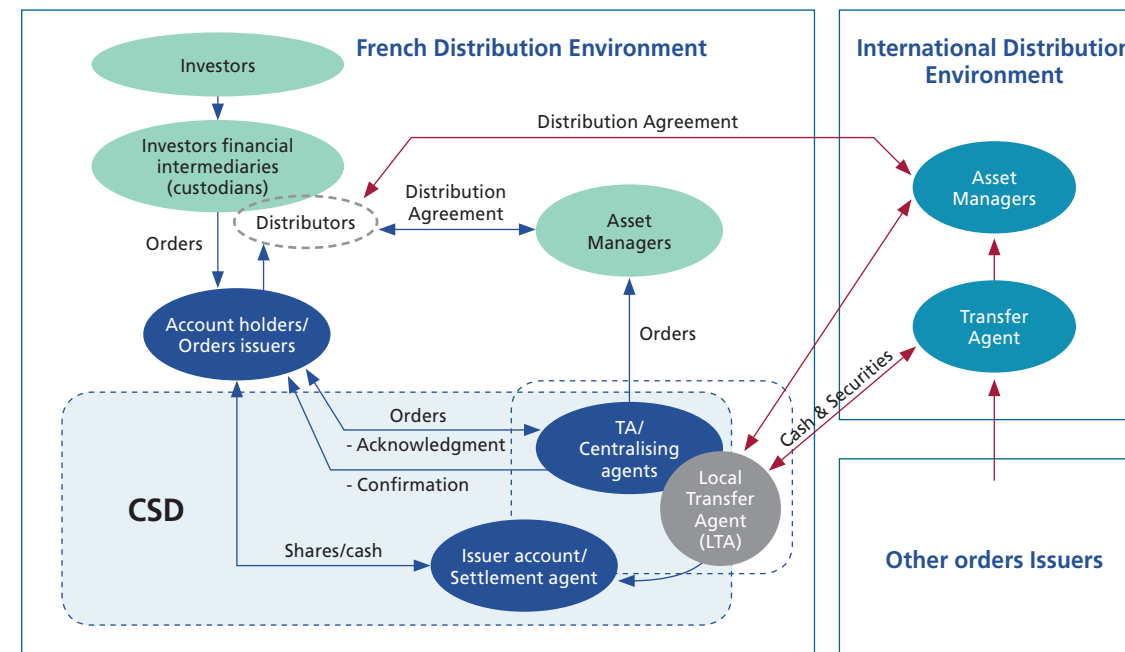 French Distribution Environment
International Distribution
Environment
Investors
Investors financial
intermediaries
(custodians)
Distributors
Distribution Agreement
Distribution
Agreement
Asset
Managers
Asset
Managers
Orders
Account holders/
Orders issuers
Orders
Transfer
Agent
Cash & Securities
Orders
- Acknowledgment
- Confirmation
TA/
Centralising
agents
Local
Transfer
Agent
(LTA)
CSD
Shares/cash
Issuer account/
Settlement agent
Other orders Issuers